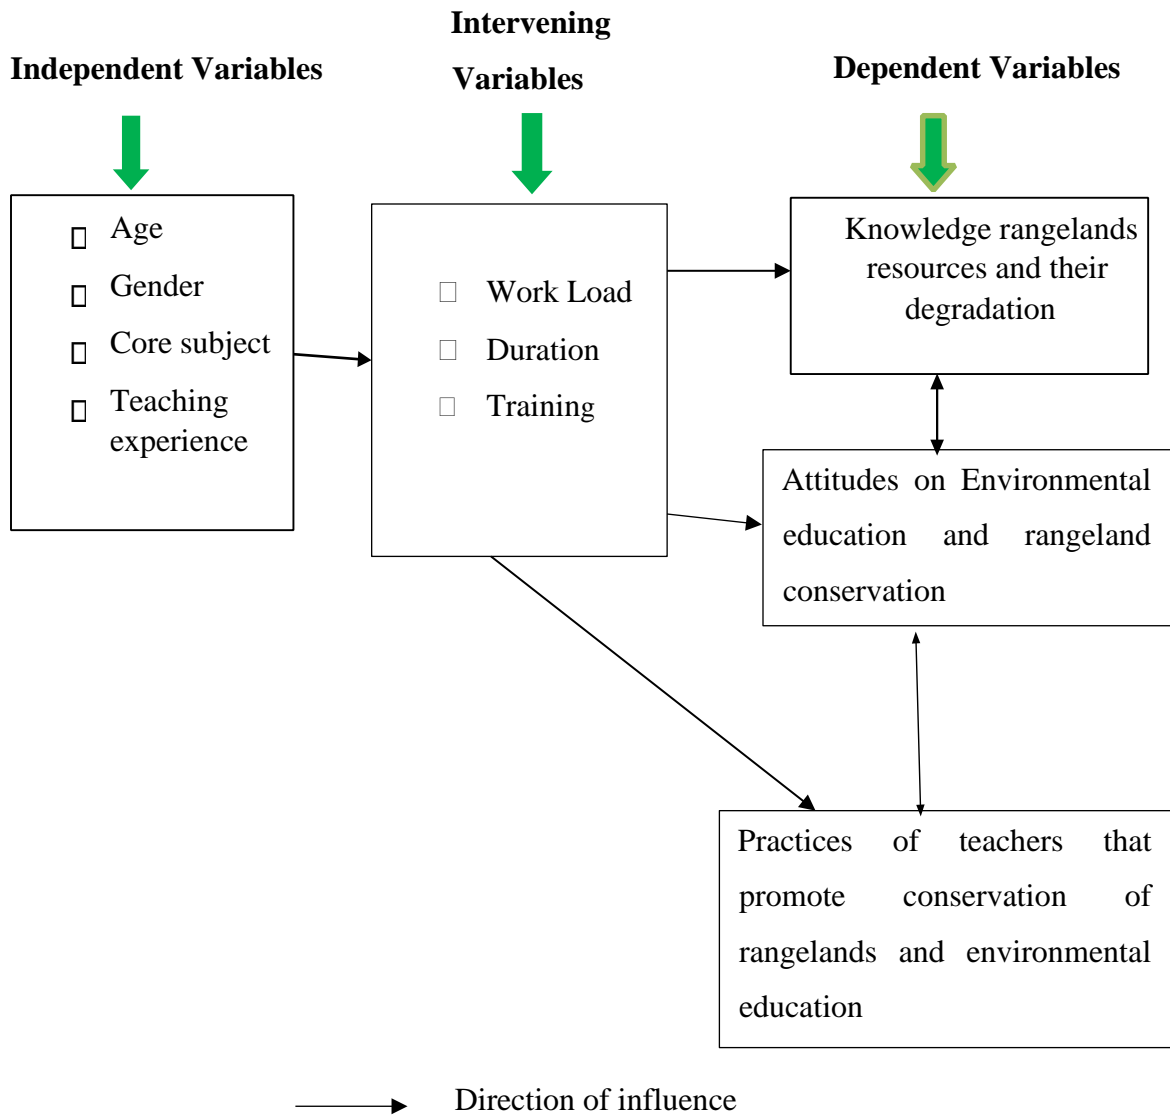 Independent Variables
Intervening
Variables
Dependent Variables
Age
Gender
Core subject
Teaching
experience
Work Load
Duration
Training
Knowledge rangelands
resources and their
degradation
Attitudes on Environmental
education and rangeland
conservation
Practices of teachers that
promote conservation of
rangelands and environmental
education
Direction of influence